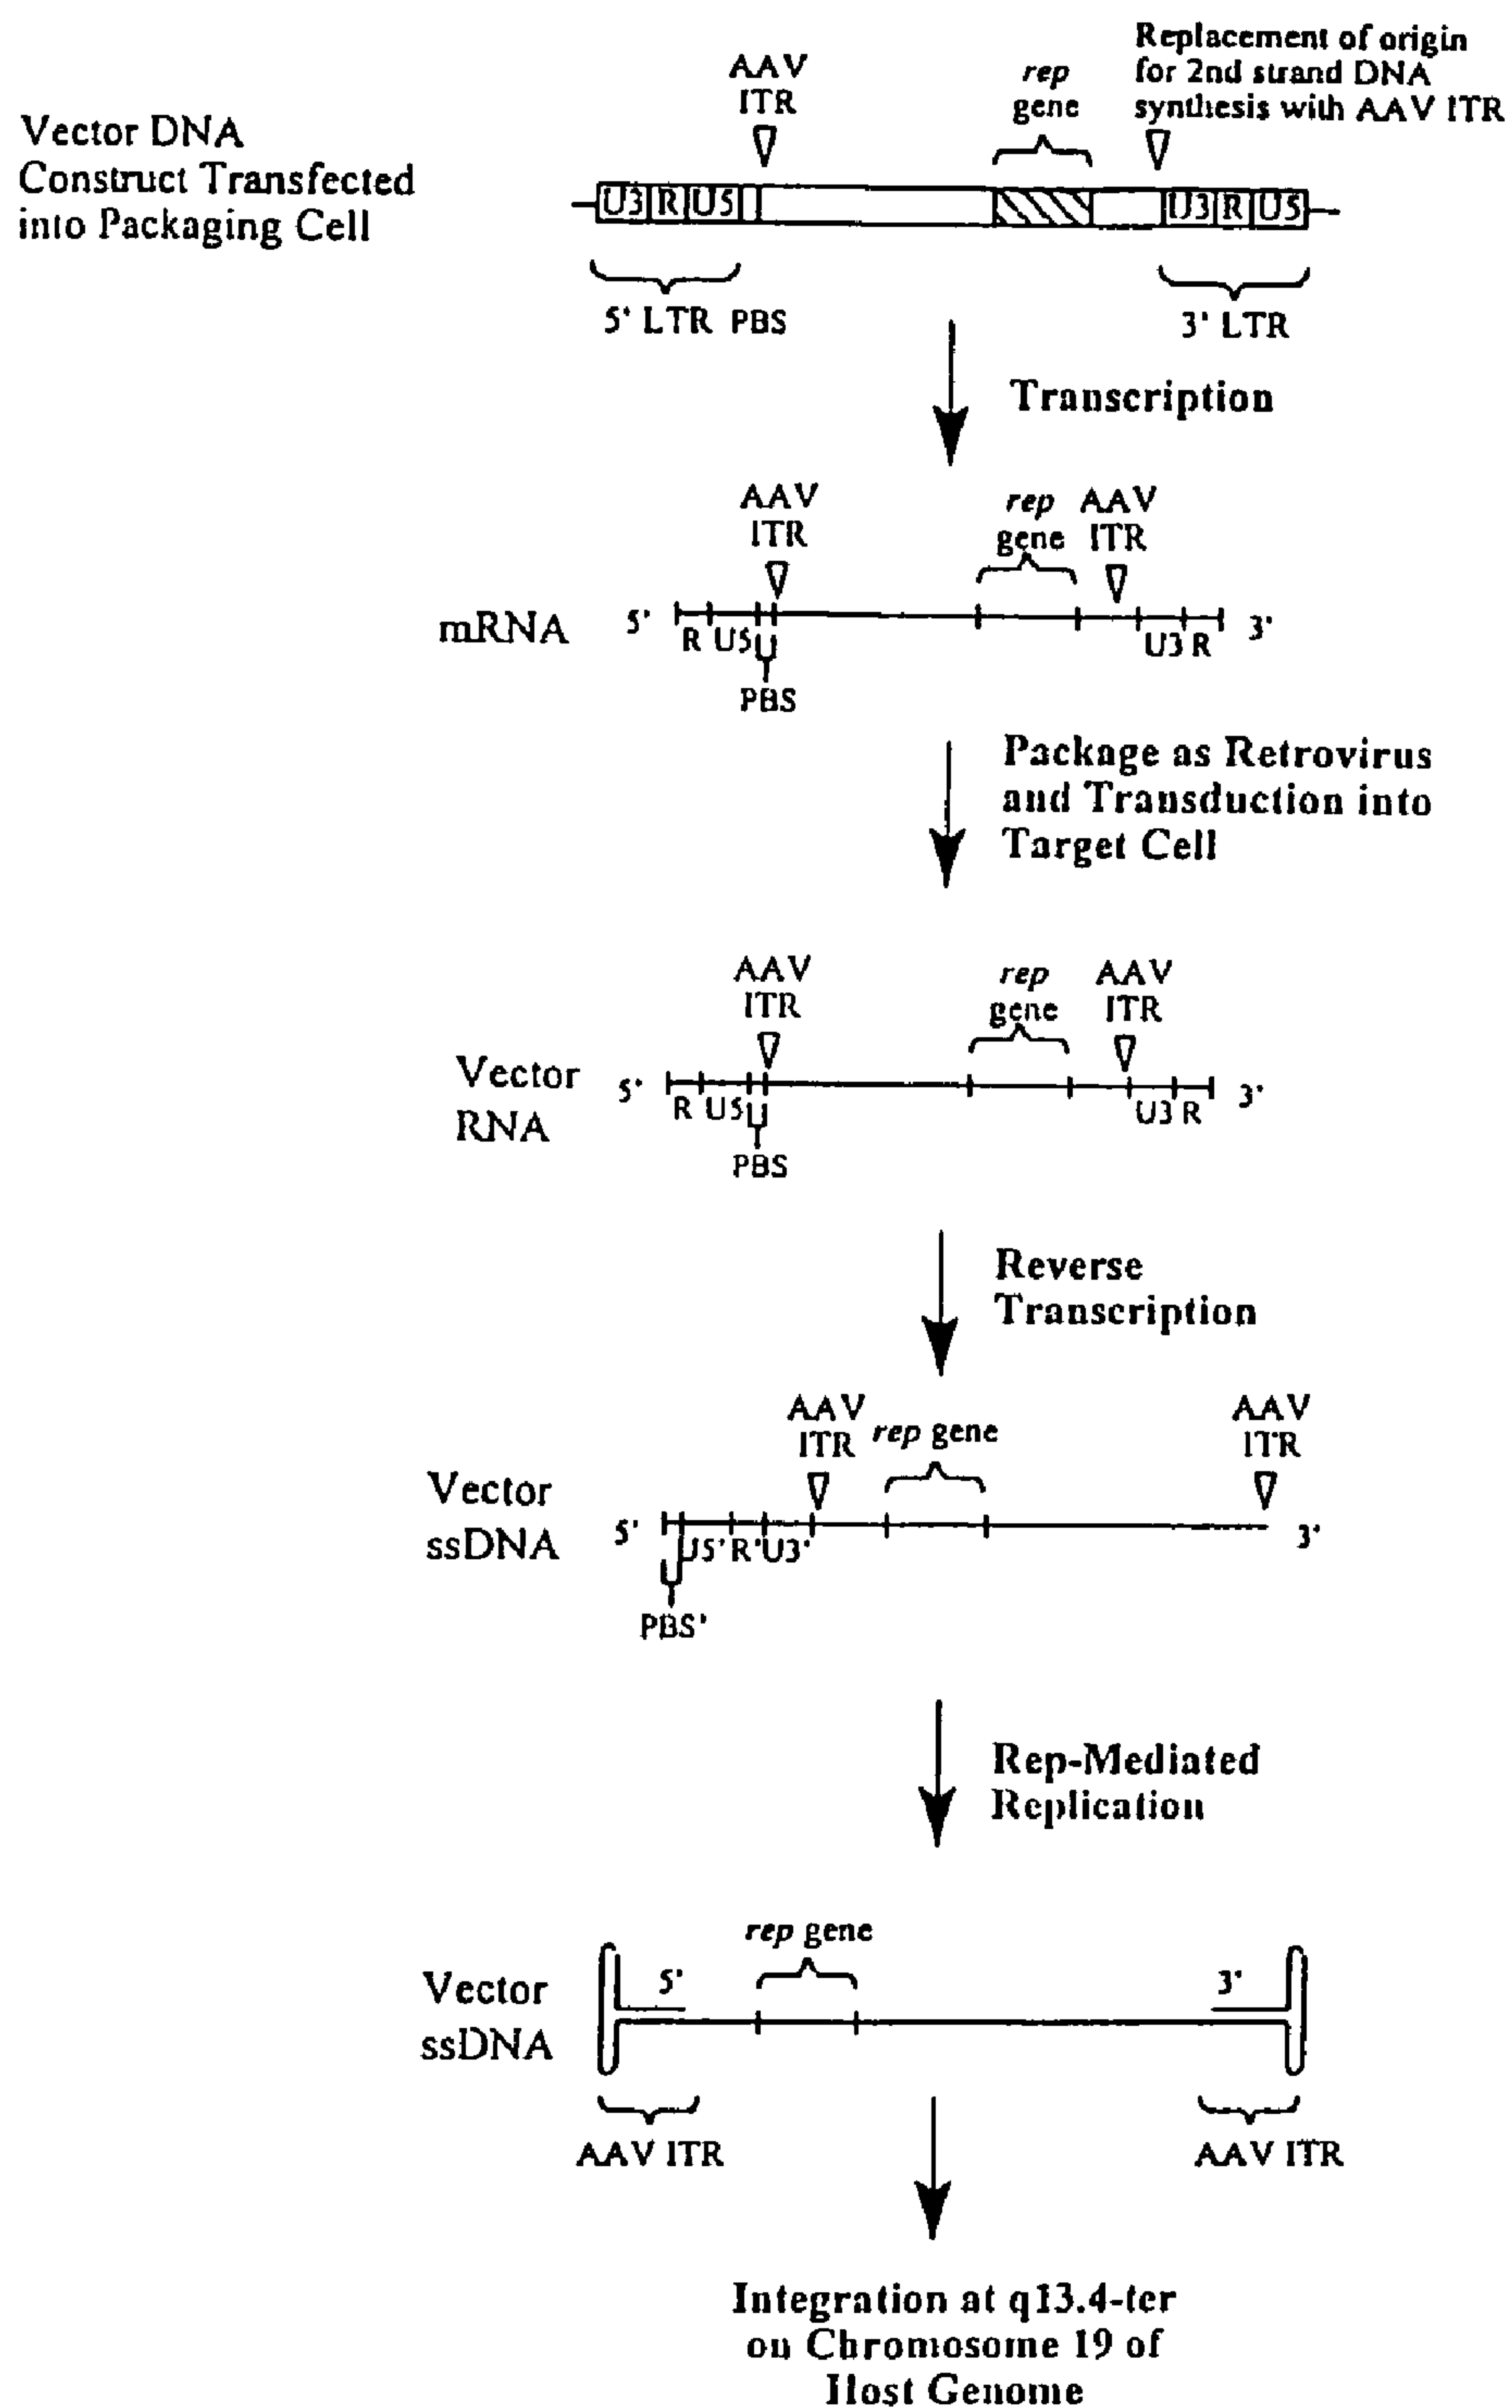 Replacement of origin
for 2nd strand DNA
synthesis with AAV ITR
AAV
ITR
rep
gene
Vector DNA
Construct Transfected
into Packaging Cell
U3 R U5
U3 R U5
5' LTR PBS
3' LTR
Transcription
AAV
ITR
rep
gene
AAV
ITR
mRNA
5'
3'
R U5
U3 R
PBS
Package as Retrovirus
and Transduction into
Target Cell
AAV
ITR
rep
gene
AAV
ITR
Vector
RNA
5'
3'
R U5
U3 R
PBS
Reverse
Transcription
AAV
ITR
rep gene
AAV
ITR
Vector
ssDNA
5'
3'
U5' R' U3'
PBS'
Rep-Mediated
Replication
rep gene
Vector
ssDNA
5'
3'
AAV ITR
AAV ITR
Integration at q13.4-ter
on Chromosome 19 of
Host Genome